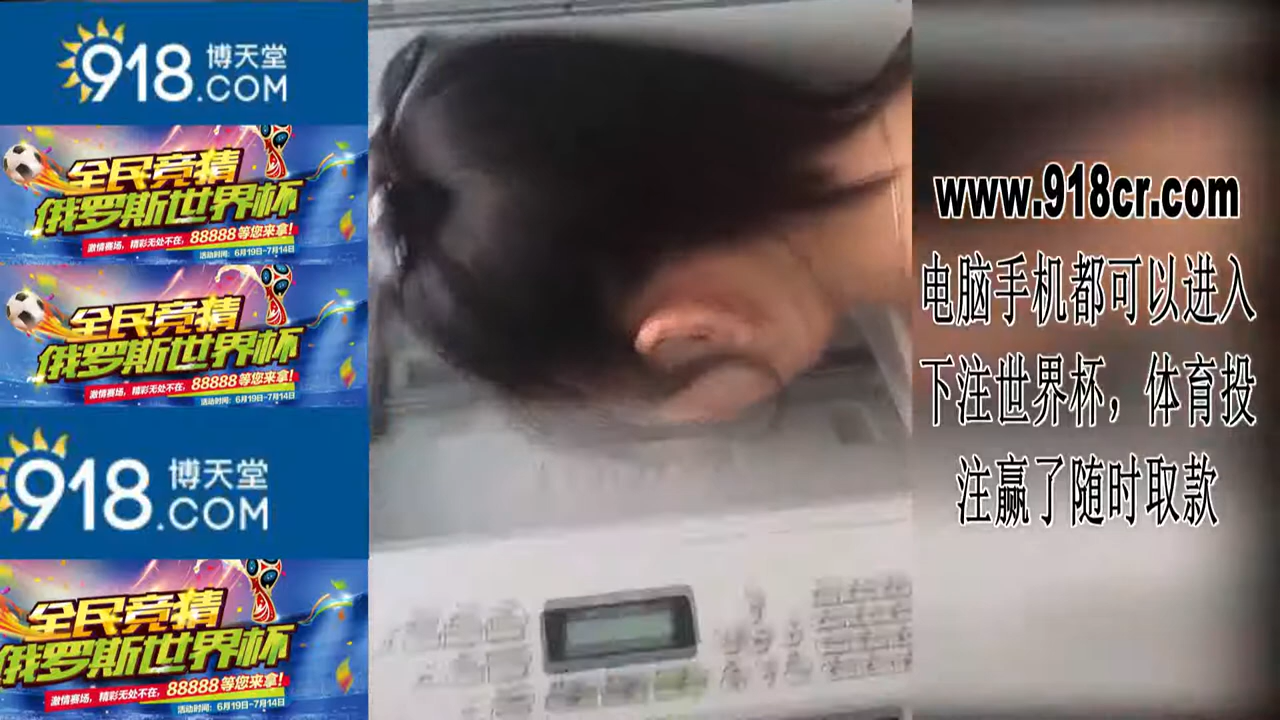 918 博天堂
.COM
全民竞猜
俄罗斯世界杯
激情赛场，精彩无处不在，88888等您来拿！
活动时间：6月19日-7月14日
全民竞猜
俄罗斯世界杯
激情赛场，精彩无处不在，88888等您来拿！
活动时间：6月19日-7月14日
918 博天堂
.COM
全民竞猜
俄罗斯世界杯
激情赛场，精彩无处不在，88888等您来拿！
活动时间：6月19日-7月14日
www.918cr.com
电脑手机都可以进入
下注世界杯，体育投
注赢了随时取款